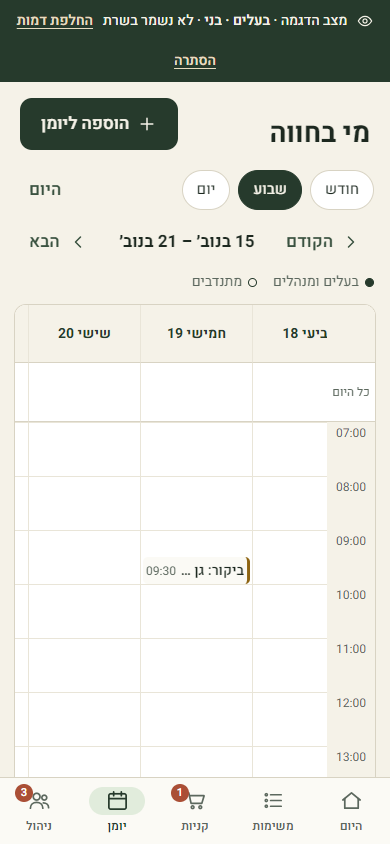 מצב הדגמה · בעלים · בני · לא נשמר בשרת החלפת דמות
הסתרה
מי בחווה
הוספה ליומן
חודש שבוע יום היום
הקודם 15 בנוב׳ – 21 בנוב׳ הבא
בעלים ומנהלים מתנדבים
ביעי 18 חמישי 19 שישי 20
כל היום
07:00
08:00
09:00
ביקור: גן ... 09:30
10:00
11:00
12:00
13:00
3 1
היום משימות קניות יומן ניהול